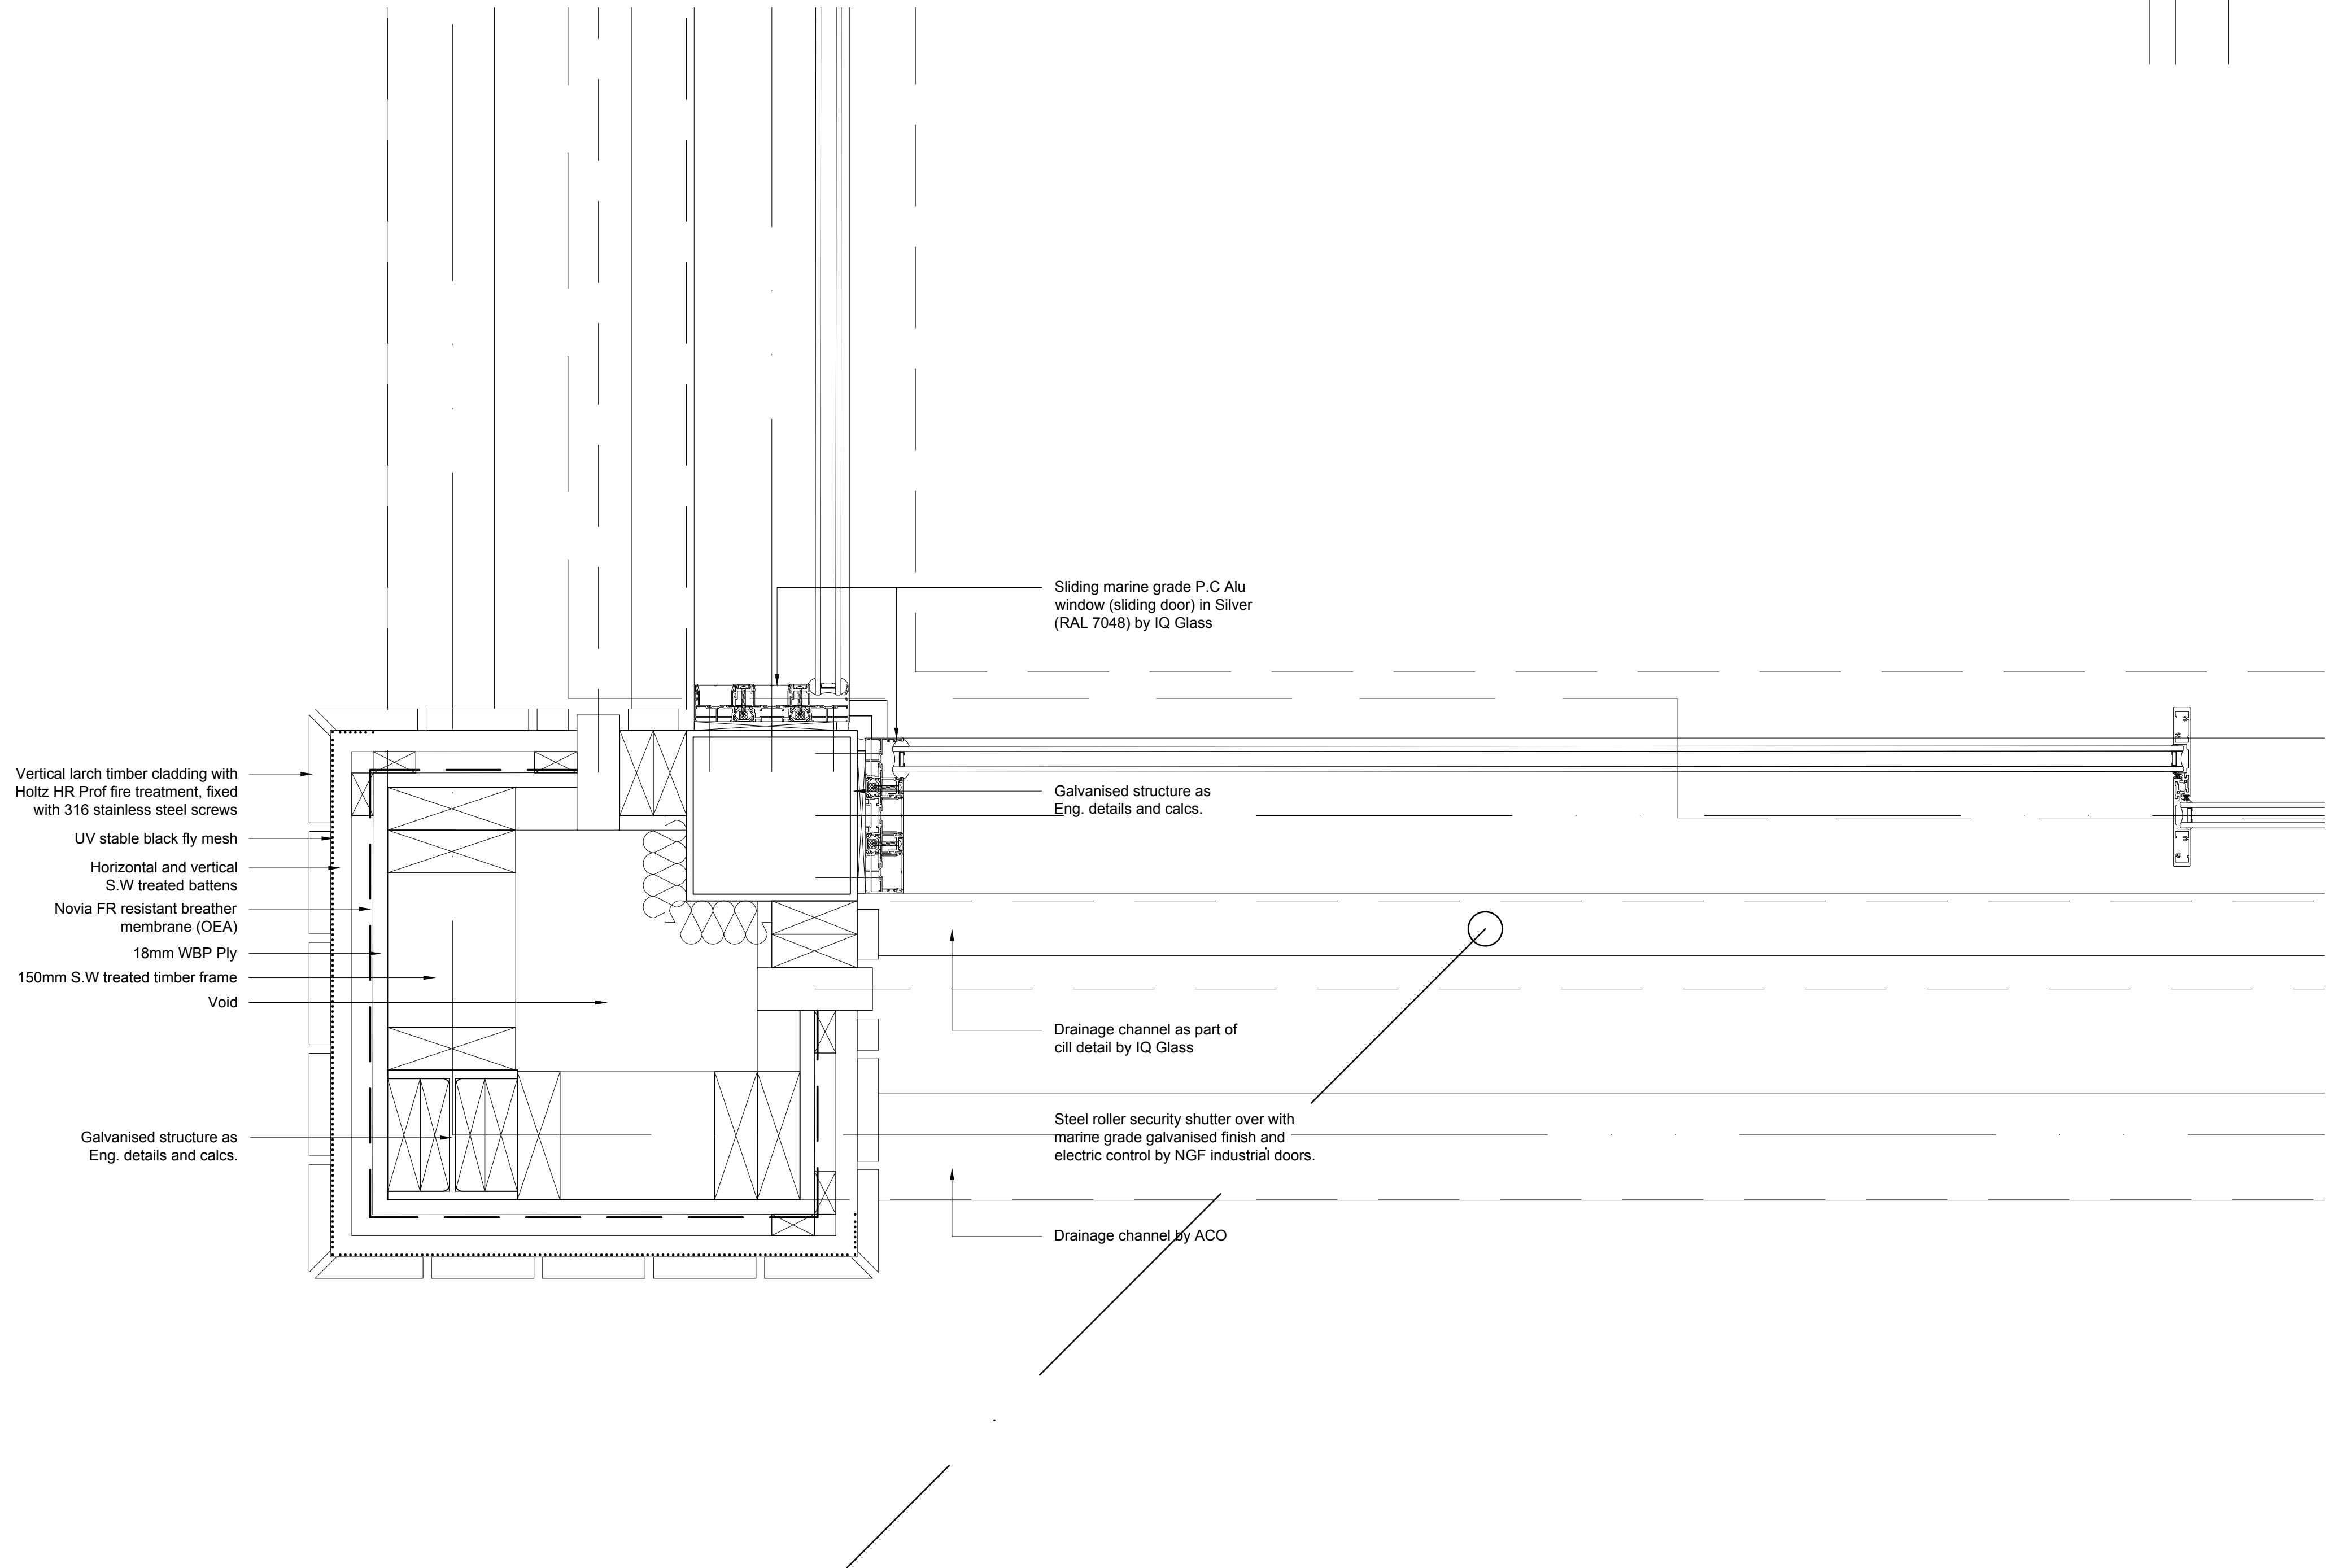 Sliding marine grade P.C Alu
window (sliding door) in Silver
(RAL 7048) by IQ Glass
Vertical larch timber cladding with
Holtz HR Prof fire treatment, fixed
with 316 stainless steel screws
UV stable black fly mesh
Horizontal and vertical
S.W treated battens
Novia FR resistant breather
membrane (OEA)
18mm WBP Ply
150mm S.W treated timber frame
Void
Galvanised structure as
Eng. details and calcs.
Galvanised structure as
Eng. details and calcs.
Drainage channel as part of
cill detail by IQ Glass
Steel roller security shutter over with
marine grade galvanised finish and
electric control by NGF industrial doors.
Drainage channel by ACO